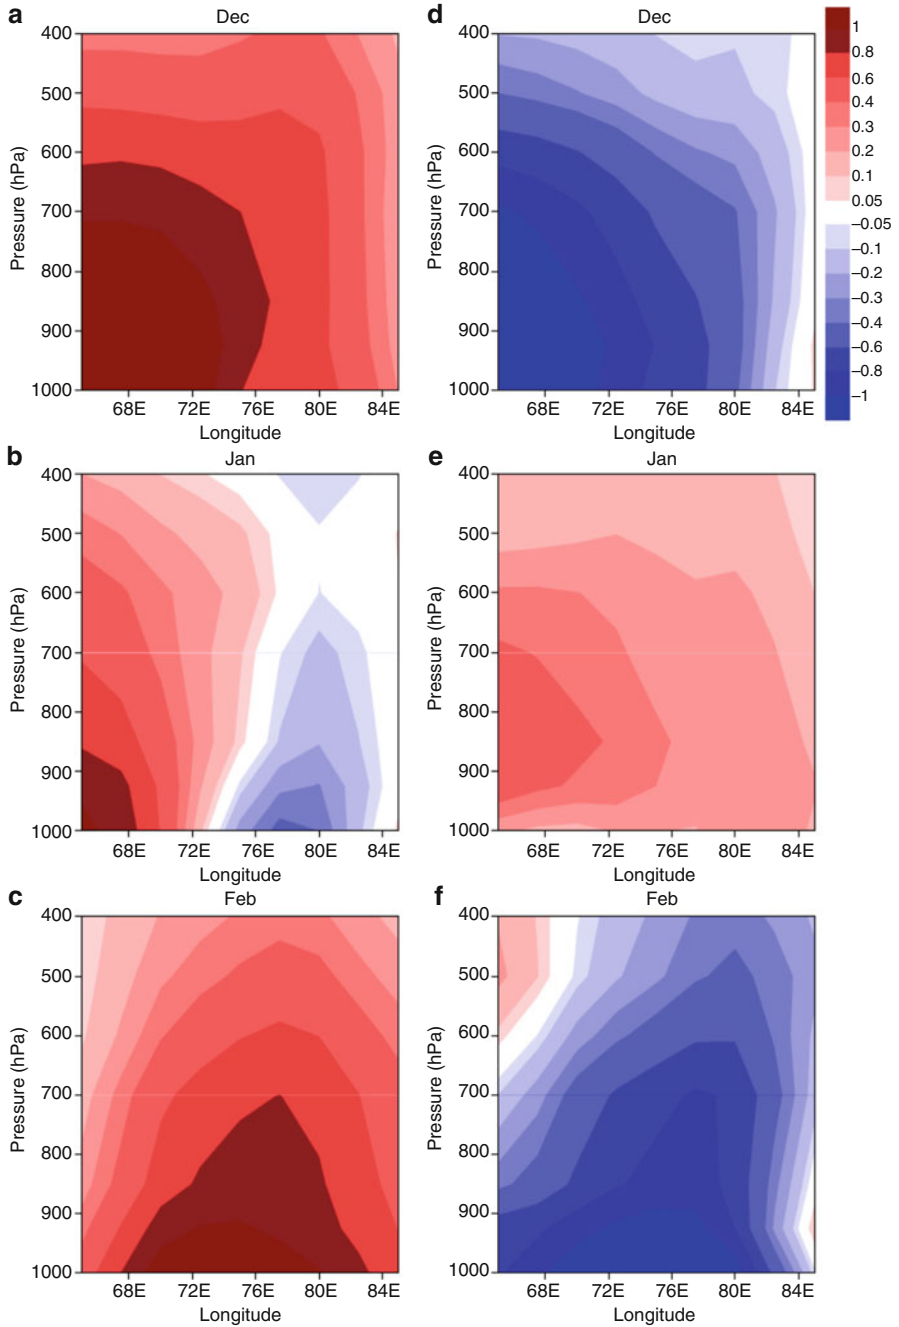 a
Dec
400
500
600
700
800
900
1000
Pressure (hPa)
68E 72E 76E 80E 84E
Longitude
d
Dec
400
500
600
700
800
900
1000
Pressure (hPa)
68E 72E 76E 80E 84E
Longitude
1
0.8
0.6
0.4
0.3
0.2
0.1
0.05
−0.05
−0.1
−0.2
−0.3
−0.4
−0.6
−0.8
−1
b
Jan
400
500
600
700
800
900
1000
Pressure (hPa)
68E 72E 76E 80E 84E
Longitude
e
Jan
400
500
600
700
800
900
1000
Pressure (hPa)
68E 72E 76E 80E 84E
Longitude
c
Feb
400
500
600
700
800
900
1000
Pressure (hPa)
68E 72E 76E 80E 84E
Longitude
f
Feb
400
500
600
700
800
900
1000
Pressure (hPa)
68E 72E 76E 80E 84E
Longitude